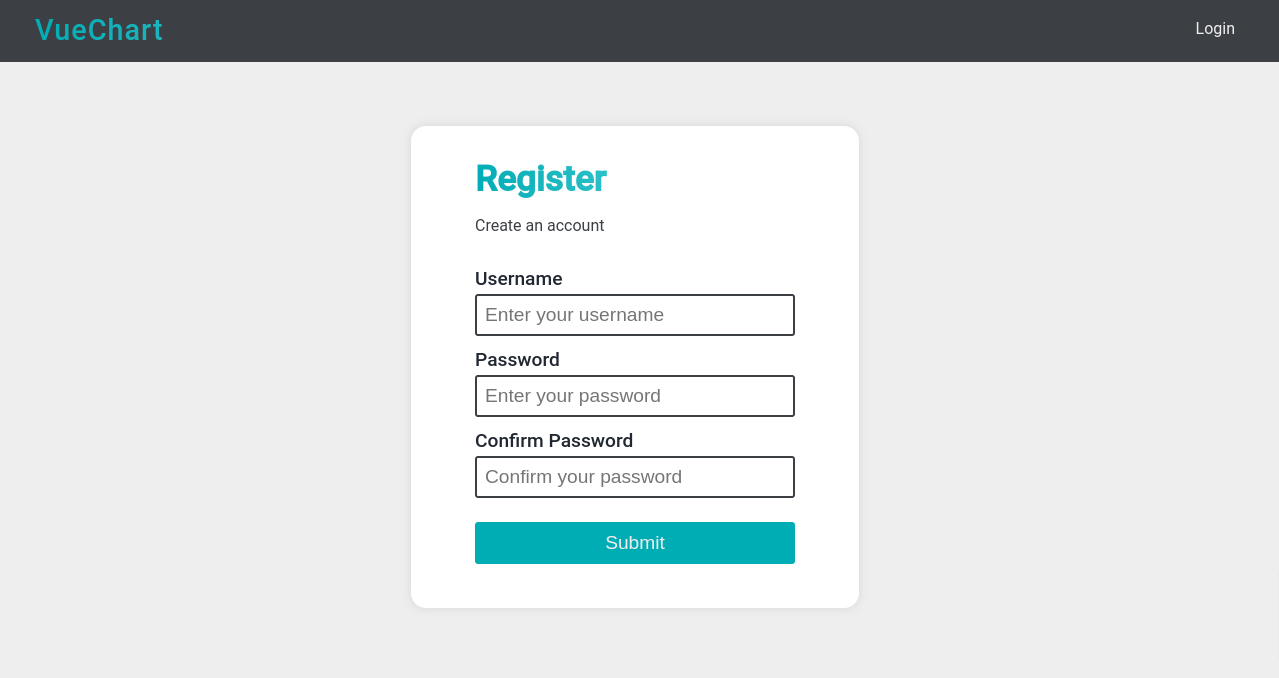 VueChart
Login
Register
Create an account
Username
Enter your username
Password
Enter your password
Confirm Password
Confirm your password
Submit